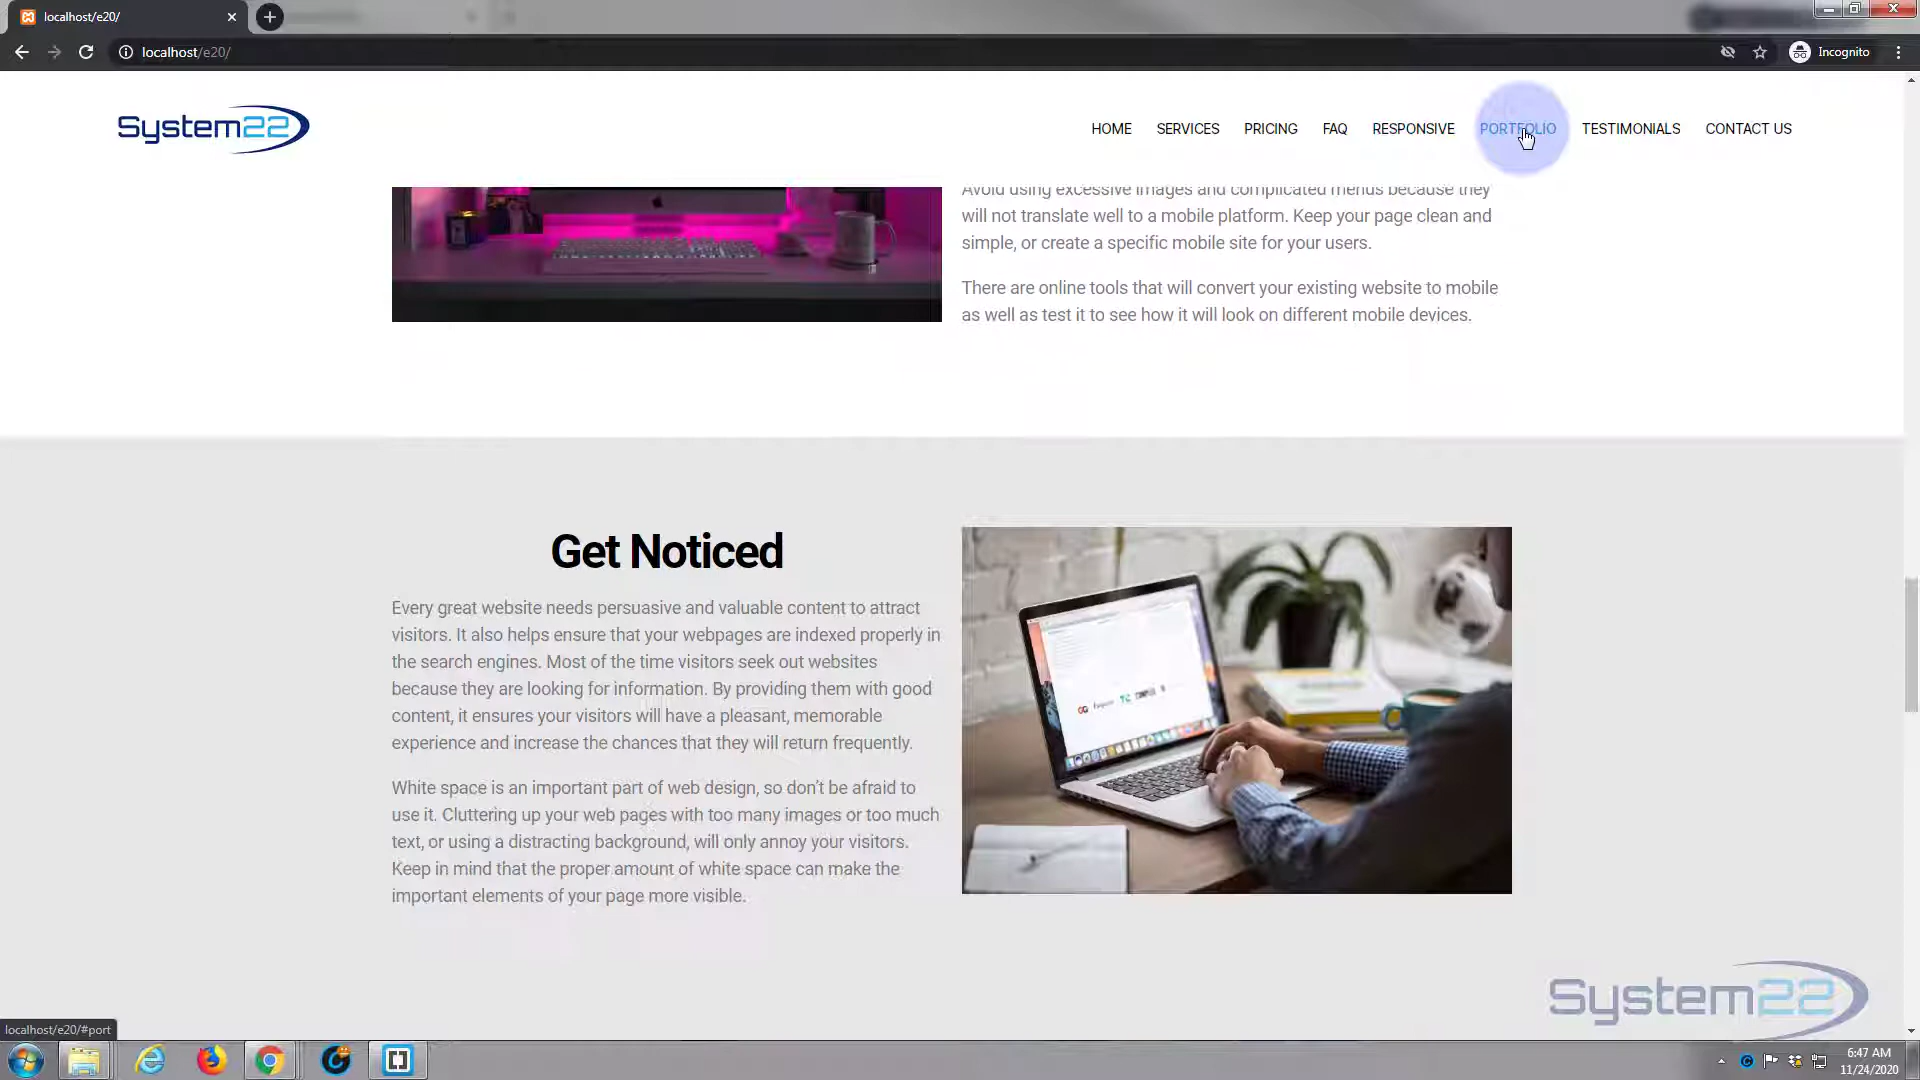 localhost/e20/
localhost/e20/
Incognito
System22
HOME SERVICES PRICING FAQ RESPONSIVE PORTFOLIO TESTIMONIALS CONTACT US
Avoid using excessive images and complicated menus because they
will not translate well to a mobile platform. Keep your page clean and
simple, or create a specific mobile site for your users.
There are online tools that will convert your existing website to mobile
as well as test it to see how it will look on different mobile devices.
Get Noticed
Every great website needs persuasive and valuable content to attract
visitors. It also helps ensure that your webpages are indexed properly in
the search engines. Most of the time visitors seek out websites
because they are looking for information. By providing them with good
content, it ensures your visitors will have a pleasant, memorable
experience and increase the chances that they will return frequently.
White space is an important part of web design, so don't be afraid to
use it. Cluttering up your web pages with too many images or too much
text, or using a distracting background, will only annoy your visitors.
Keep in mind that the proper amount of white space can make the
important elements of your page more visible.
System22
localhost/e20/#port
6:47 AM
11/24/2020